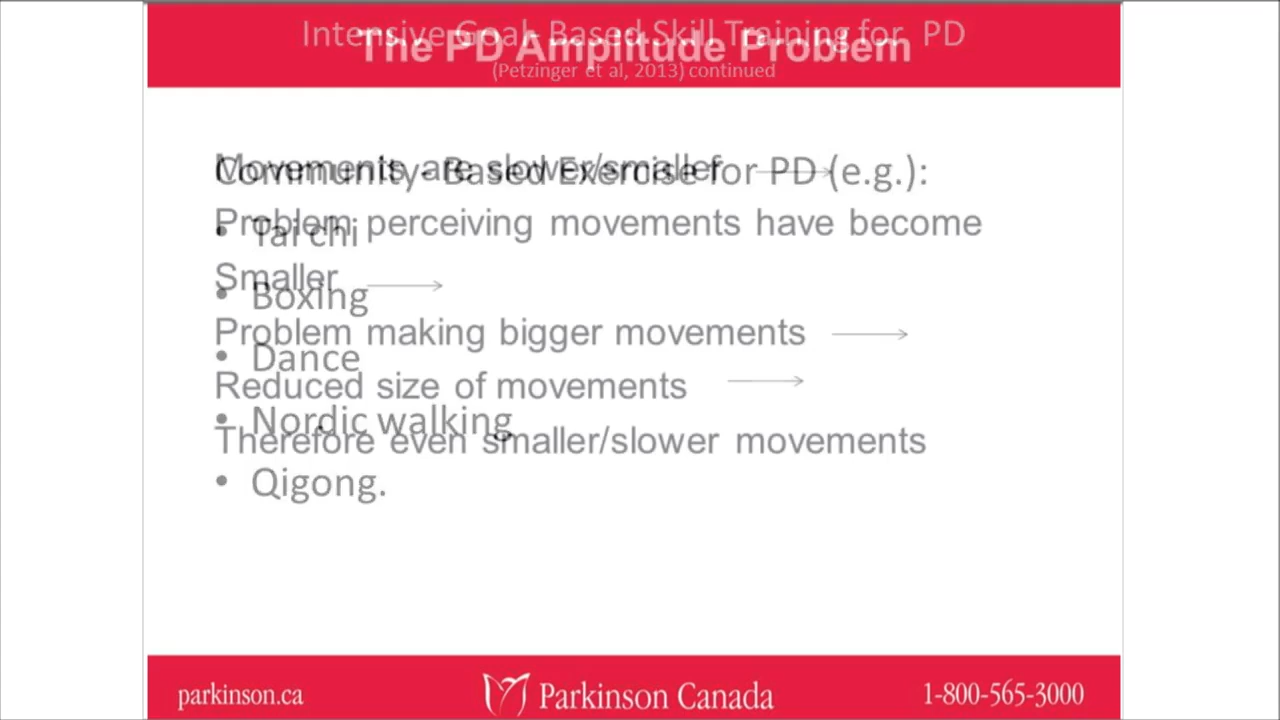 Intensive Goal-Based Skill Training for PD
(Petzinger et al, 2013) continued
The PD Amplitude Problem
Community- Based Exercise for PD (e.g.):
• Tai chi
• Boxing
• Dance
• Nordic walking
• Qigong.
Movements are slower/smaller →
Problem perceiving movements have become
Smaller →
Problem making bigger movements →
Reduced size of movements →
Therefore even smaller/slower movements
parkinson.ca
Parkinson Canada
1-800-565-3000